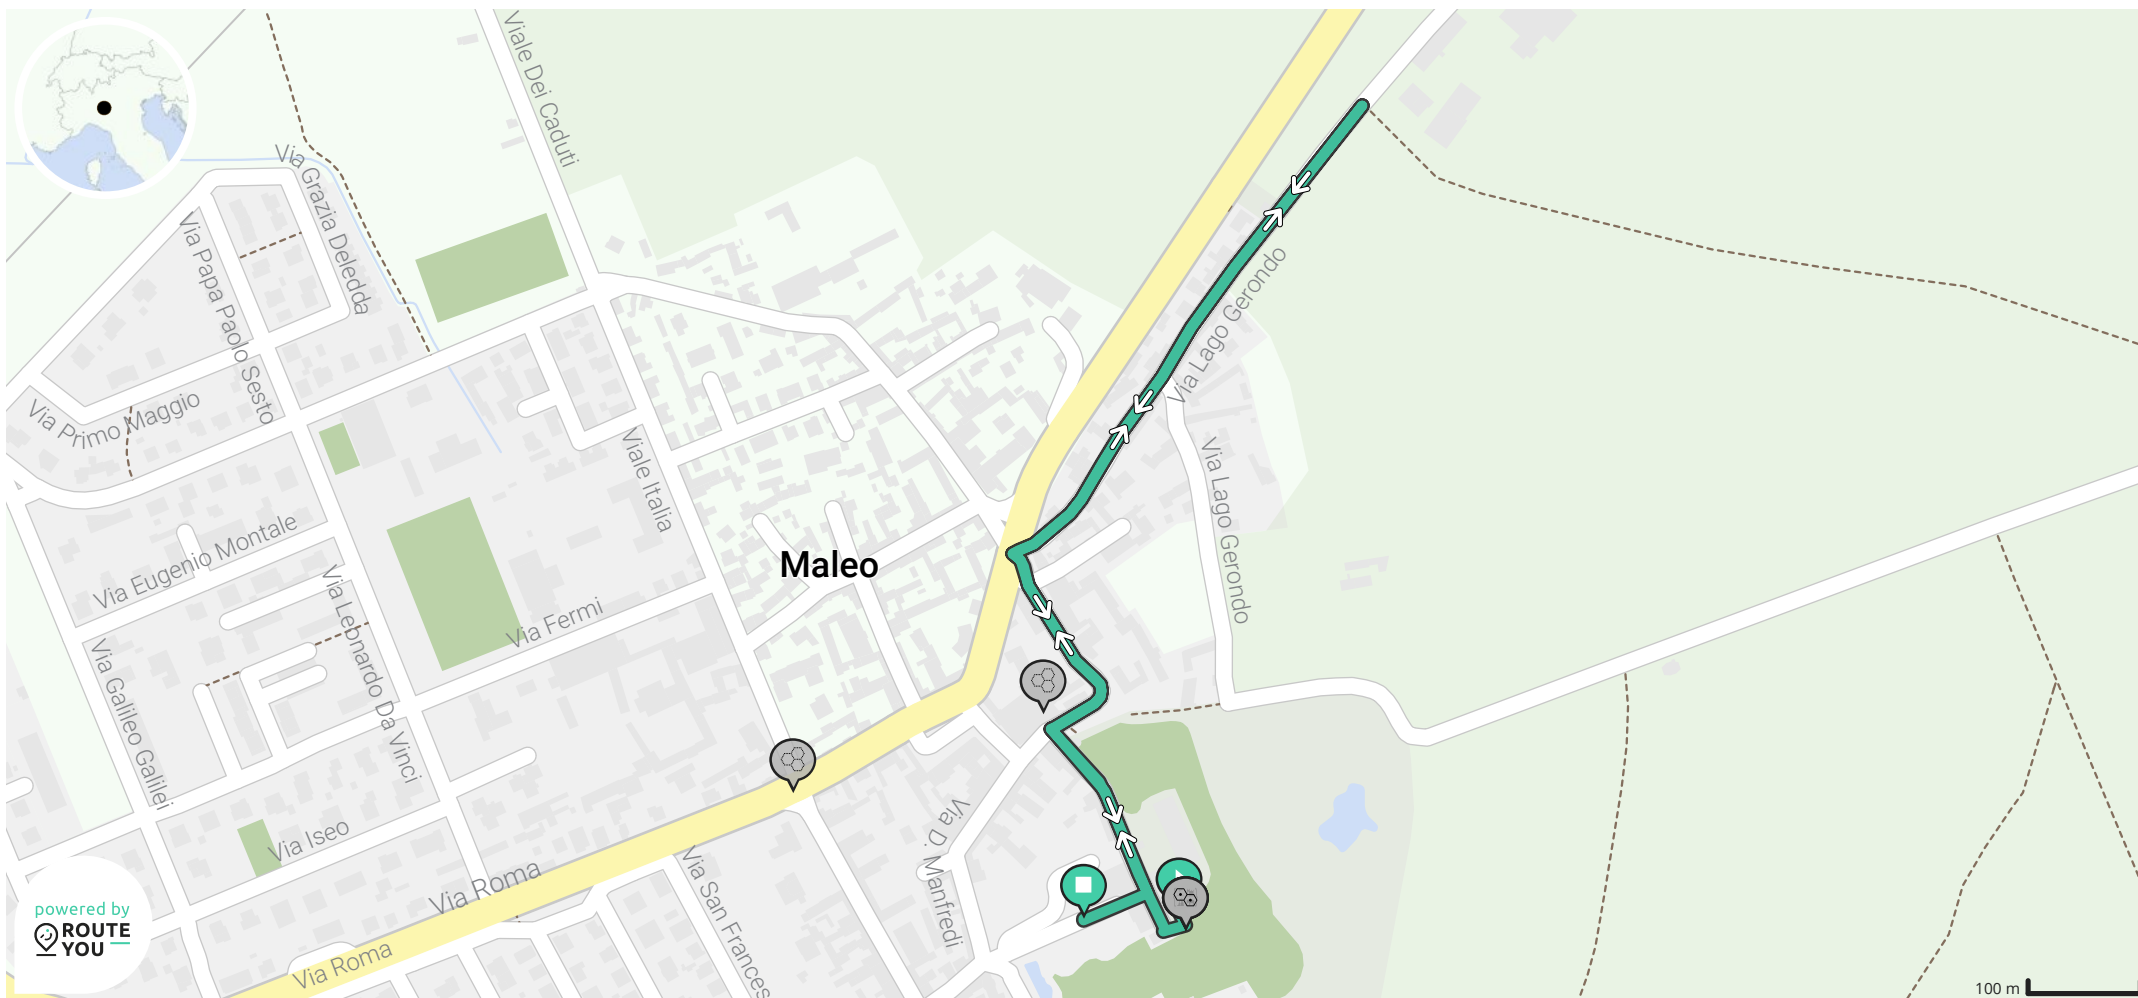 Viale Dei Caduti
Via Grazia Deledda
Via Papa Paolo Sesto
Via Lago Gerondo
Via Primo Maggio
Viale Italia
Via Lago Gerondo
Via Eugenio Montale
Maleo
Via Leonardo Da Vinci
Via Fermi
Via Galileo Galilei
Via D. Manfredi
Via Iseo
Via Roma
Via San Frances
Via Roma
powered by
ROUTE
YOU
100 m